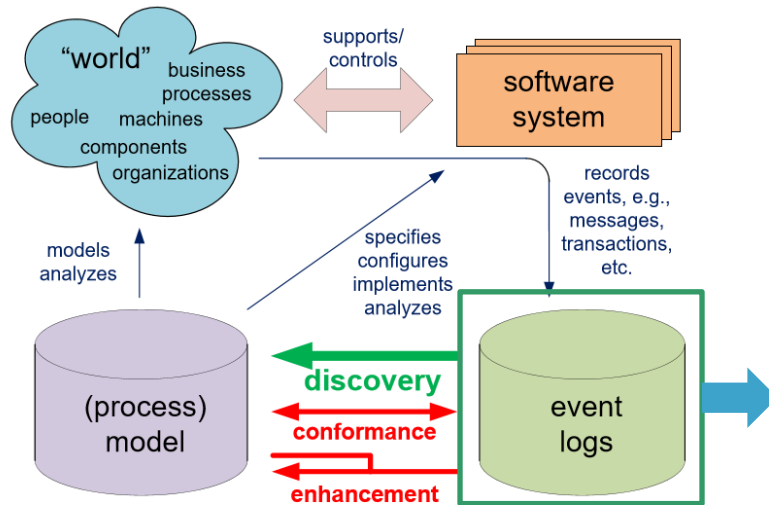 “world”
business
processes
people
machines
components
organizations
supports/
controls
software
system
records
events, e.g.,
messages,
transactions,
etc.
models
analyzes
specifies
configures
implements
analyzes
(process)
model
discovery
conformance
enhancement
event
logs